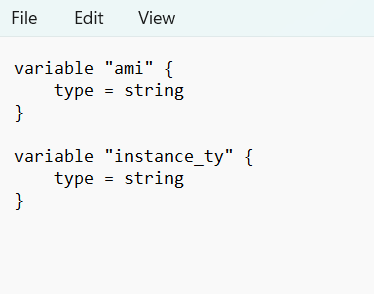 File Edit View
variable "ami" {
    type = string
}

variable "instance_ty" {
    type = string
}